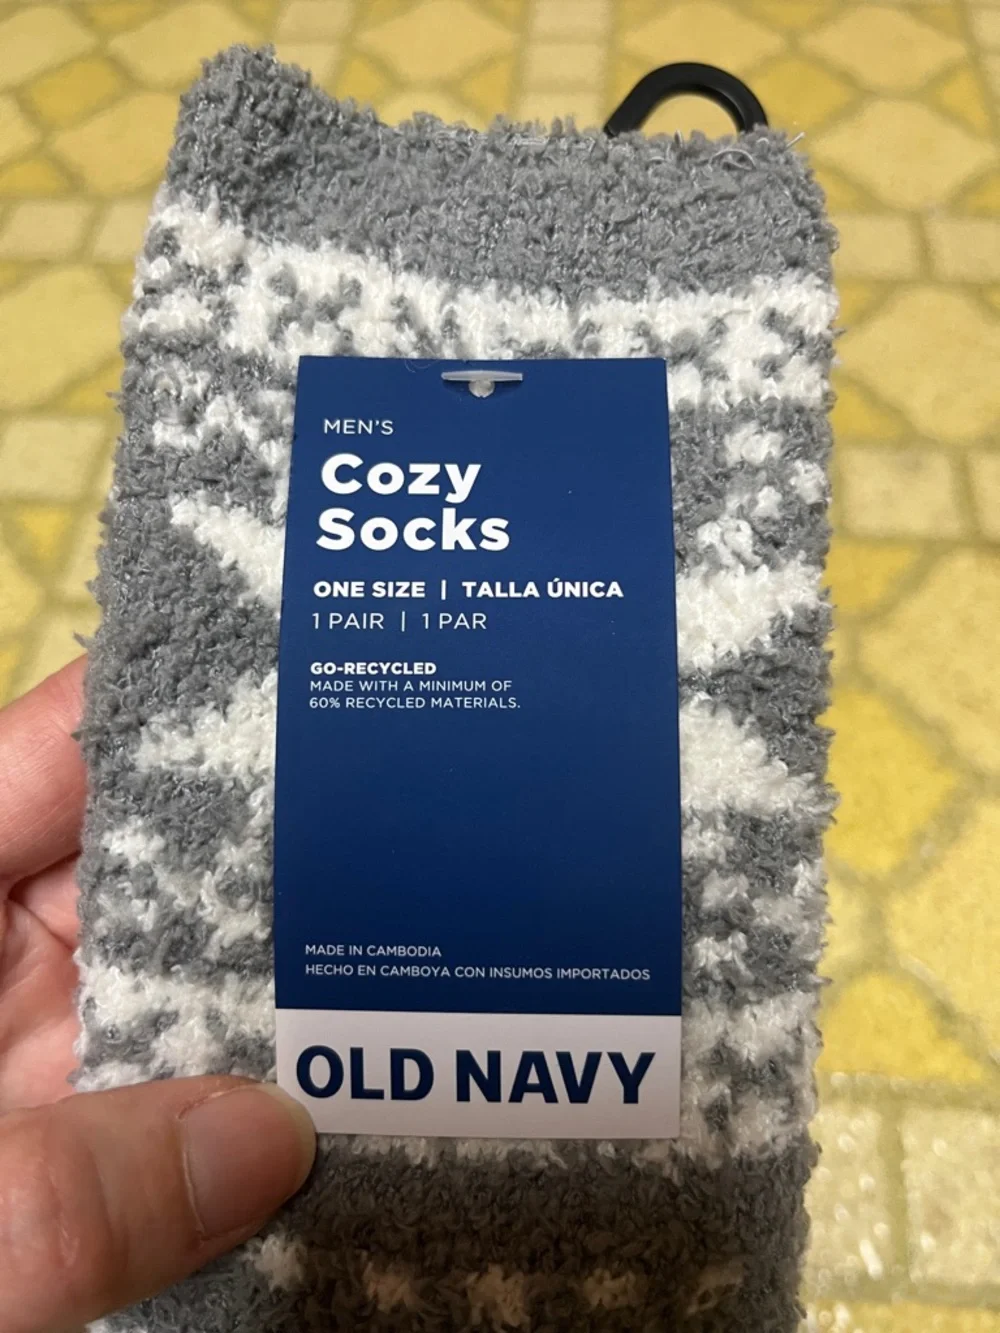 MEN'S
Cozy
Socks
ONE SIZE | TALLA ÚNICA
1 PAIR | 1 PAR
GO-RECYCLED
MADE WITH A MINIMUM OF
60% RECYCLED MATERIALS.
MADE IN CAMBODIA
HECHO EN CAMBOYA CON INSUMOS IMPORTADOS
OLD NAVY